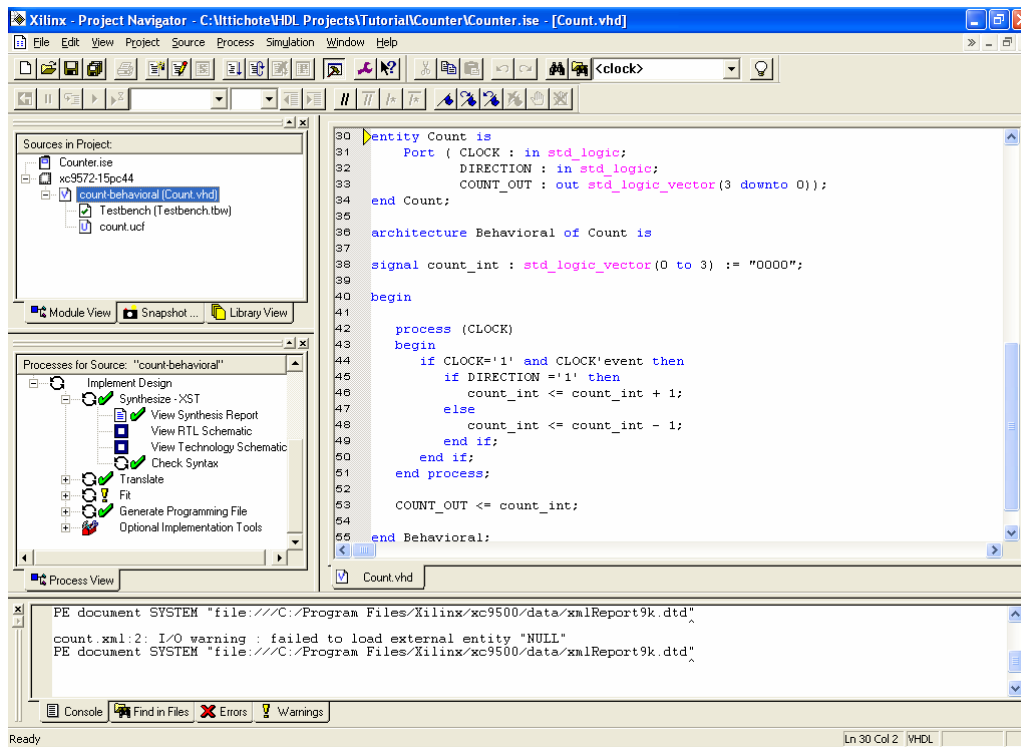 Xilinx - Project Navigator - C:\Ittichote\HDL Projects\Tutorial\Counter\Counter.ise - [Count.vhd]
File Edit View Project Source Process Simulation Window Help
<clock>
Sources in Project:
Counter.ise
xc9572-15pc44
count-behavioral (Count.vhd)
Testbench (Testbench.tbw)
count.ucf
Module View Snapshot ... Library View
Processes for Source: "count-behavioral"
Implement Design
Synthesize - XST
View Synthesis Report
View RTL Schematic
View Technology Schematic
Check Syntax
Translate
Fit
Generate Programming File
Optional Implementation Tools
Process View
30 entity Count is
31 Port ( CLOCK : in std_logic;
32 DIRECTION : in std_logic;
33 COUNT_OUT : out std_logic_vector(3 downto 0));
34 end Count;
35
36 architecture Behavioral of Count is
37
38 signal count_int : std_logic_vector(0 to 3) := "0000";
39
40 begin
41
42 process (CLOCK)
43 begin
44 if CLOCK='1' and CLOCK'event then
45 if DIRECTION ='1' then
46 count_int <= count_int + 1;
47 else
48 count_int <= count_int - 1;
49 end if;
50 end if;
51 end process;
52
53 COUNT_OUT <= count_int;
54
55 end Behavioral;
Count.vhd
PE document SYSTEM "file:///C:/Program Files/Xilinx/xc9500/data/xmlReport9k.dtd"
^
count.xml:2: I/O warning : failed to load external entity "NULL"
PE document SYSTEM "file:///C:/Program Files/Xilinx/xc9500/data/xmlReport9k.dtd"
^
Console Find in Files Errors Warnings
Ready Ln 30 Col 2 VHDL